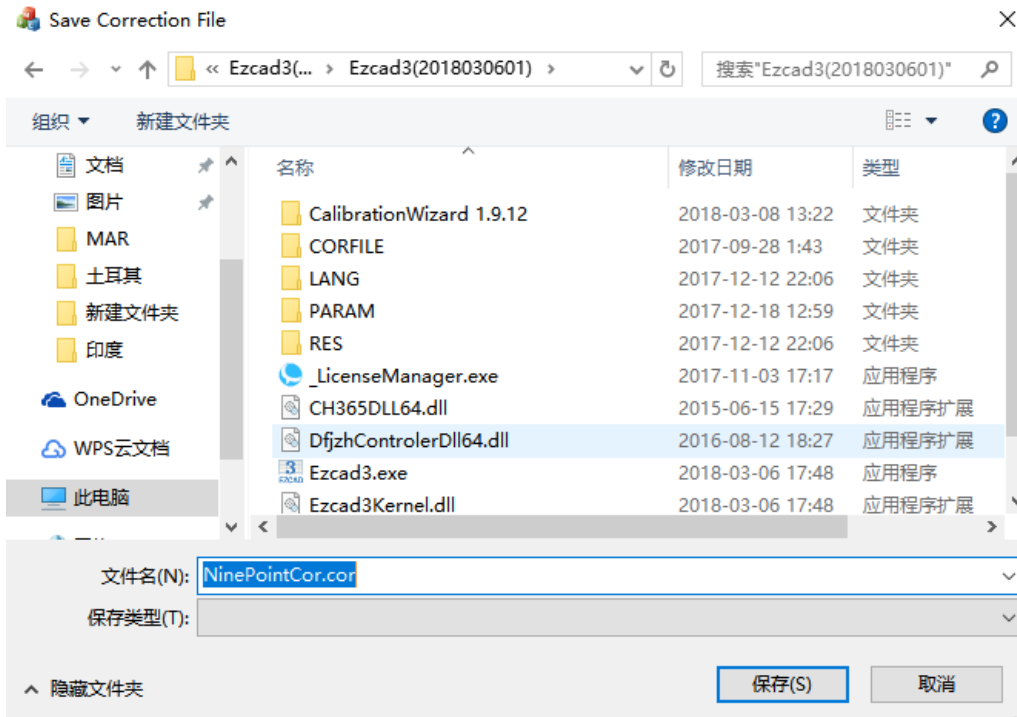 Save Correction File
« Ezcad3(... › Ezcad3(2018030601) ›
搜索"Ezcad3(2018030601)"
组织
新建文件夹
文档
图片
MAR
土耳其
新建文件夹
印度
OneDrive
WPS云文档
此电脑
名称 修改日期 类型
CalibrationWizard 1.9.12 2018-03-08 13:22 文件夹
CORFILE 2017-09-28 1:43 文件夹
LANG 2017-12-12 22:06 文件夹
PARAM 2017-12-18 12:59 文件夹
RES 2017-12-12 22:06 文件夹
_LicenseManager.exe 2017-11-03 17:17 应用程序
CH365DLL64.dll 2015-06-15 17:29 应用程序扩展
DfjzhControlerDll64.dll 2016-08-12 18:27 应用程序扩展
3 EZCAD Ezcad3.exe 2018-03-06 17:48 应用程序
Ezcad3Kernel.dll 2018-03-06 17:48 应用程序扩展
文件名(N): NinePointCor.cor
保存类型(T):
隐藏文件夹
保存(S)
取消